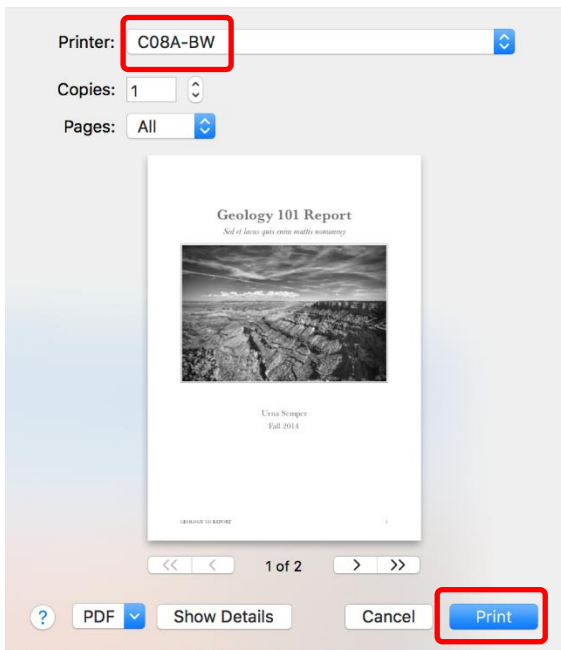 Printer: C08A-BW
Copies: 1
Pages: All
Geology 101 Report
Sed et lacus quis enim mattis nonummy
Urna Semper
Fall 2014
GEOLOGY 101 REPORT 1
<< < 1 of 2 > >>
? PDF Show Details Cancel Print